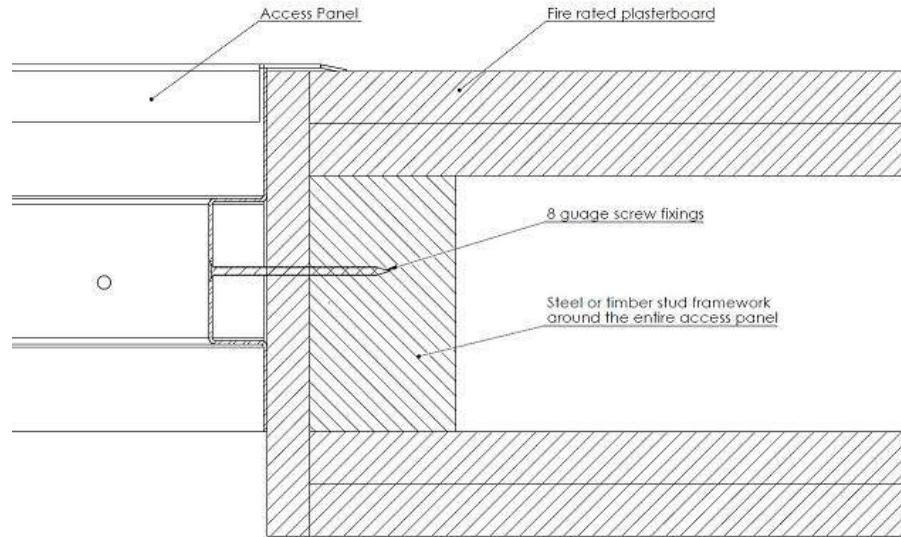 Access Panel
Fire rated plasterboard
8 guage screw fixings
Steel or timber stud framework
around the entire access panel